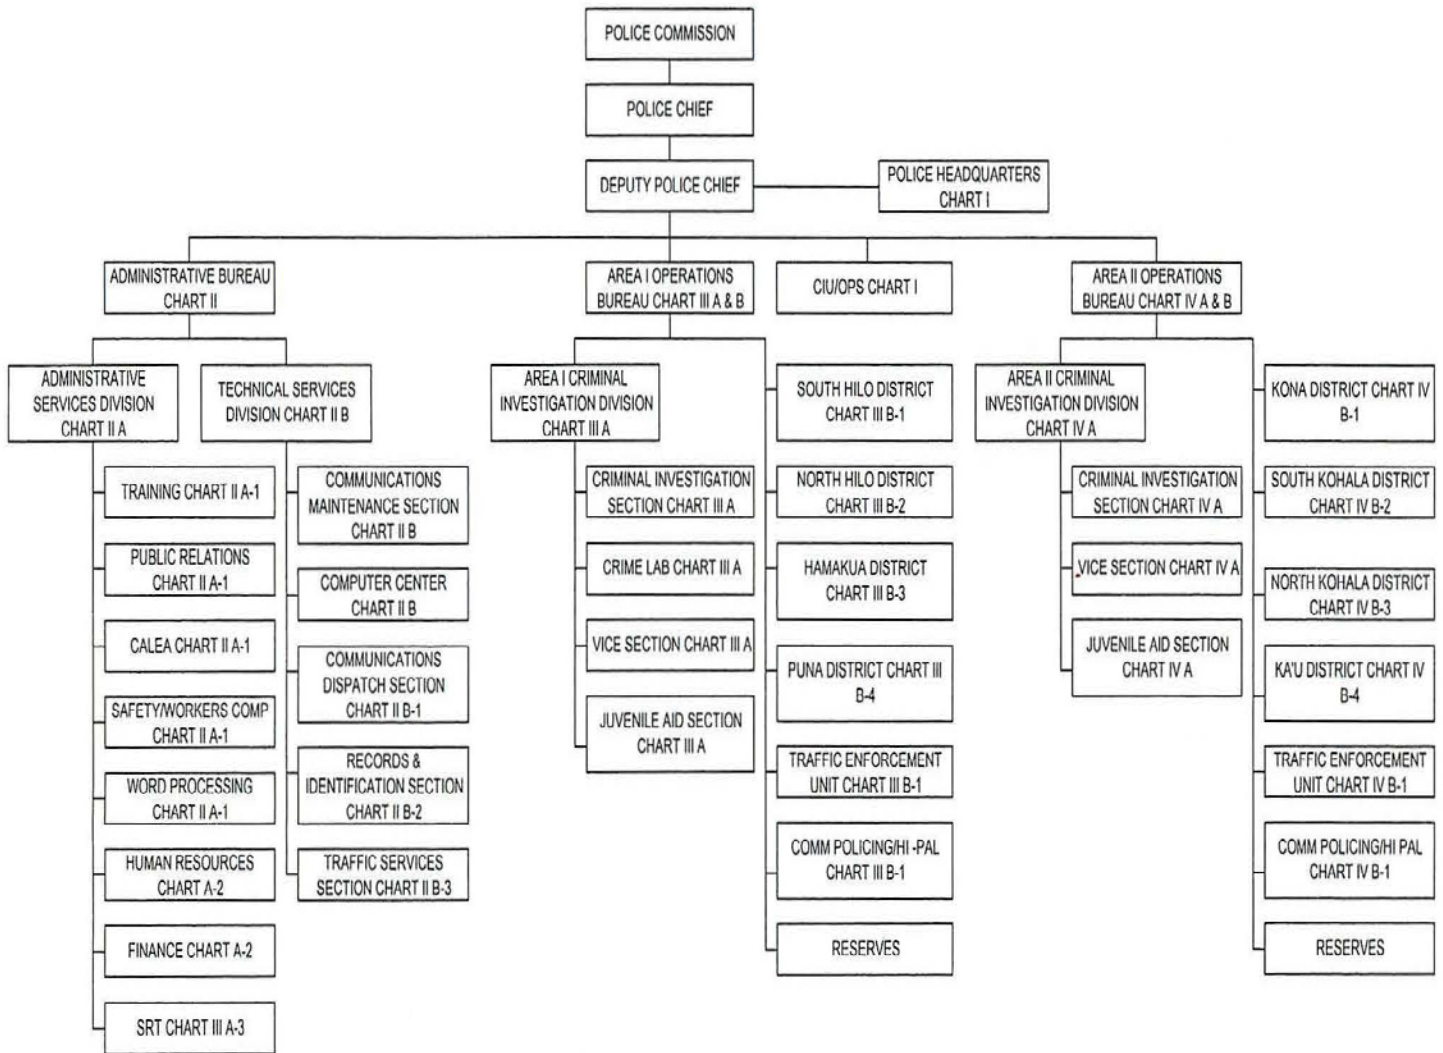 POLICE COMMISSION
POLICE CHIEF
DEPUTY POLICE CHIEF
POLICE HEADQUARTERS
CHART I
ADMINISTRATIVE BUREAU
CHART II
AREA I OPERATIONS
BUREAU CHART III A & B
CIU/OPS CHART I
AREA II OPERATIONS
BUREAU CHART IV A & B
ADMINISTRATIVE
SERVICES DIVISION
CHART II A
TRAINING CHART II A-1
PUBLIC RELATIONS
CHART II A-1
CALEA CHART II A-1
SAFETY/WORKERS COMP
CHART II A-1
WORD PROCESSING
CHART II A-1
HUMAN RESOURCES
CHART A-2
FINANCE CHART A-2
SRT CHART III A-3
TECHNICAL SERVICES
DIVISION CHART II B
COMMUNICATIONS
MAINTENANCE SECTION
CHART II B
COMPUTER CENTER
CHART II B
COMMUNICATIONS
DISPATCH SECTION
CHART II B-1
RECORDS &
IDENTIFICATION SECTION
CHART II B-2
TRAFFIC SERVICES
SECTION CHART II B-3
AREA I CRIMINAL
INVESTIGATION DIVISION
CHART III A
CRIMINAL INVESTIGATION
SECTION CHART III A
CRIME LAB CHART III A
VICE SECTION CHART III A
JUVENILE AID SECTION
CHART III A
SOUTH HILO DISTRICT
CHART III B-1
NORTH HILO DISTRICT
CHART III B-2
HAMAKUA DISTRICT
CHART III B-3
PUNA DISTRICT CHART III
B-4
TRAFFIC ENFORCEMENT
UNIT CHART III B-1
COMM POLICING/HI -PAL
CHART III B-1
RESERVES
AREA II CRIMINAL
INVESTIGATION DIVISION
CHART IV A
CRIMINAL INVESTIGATION
SECTION CHART IV A
VICE SECTION CHART IV A
JUVENILE AID SECTION
CHART IV A
KONA DISTRICT CHART IV
B-1
SOUTH KOHALA DISTRICT
CHART IV B-2
NORTH KOHALA DISTRICT
CHART IV B-3
KA'U DISTRICT CHART IV
B-4
TRAFFIC ENFORCEMENT
UNIT CHART IV B-1
COMM POLICING/HI PAL
CHART IV B-1
RESERVES